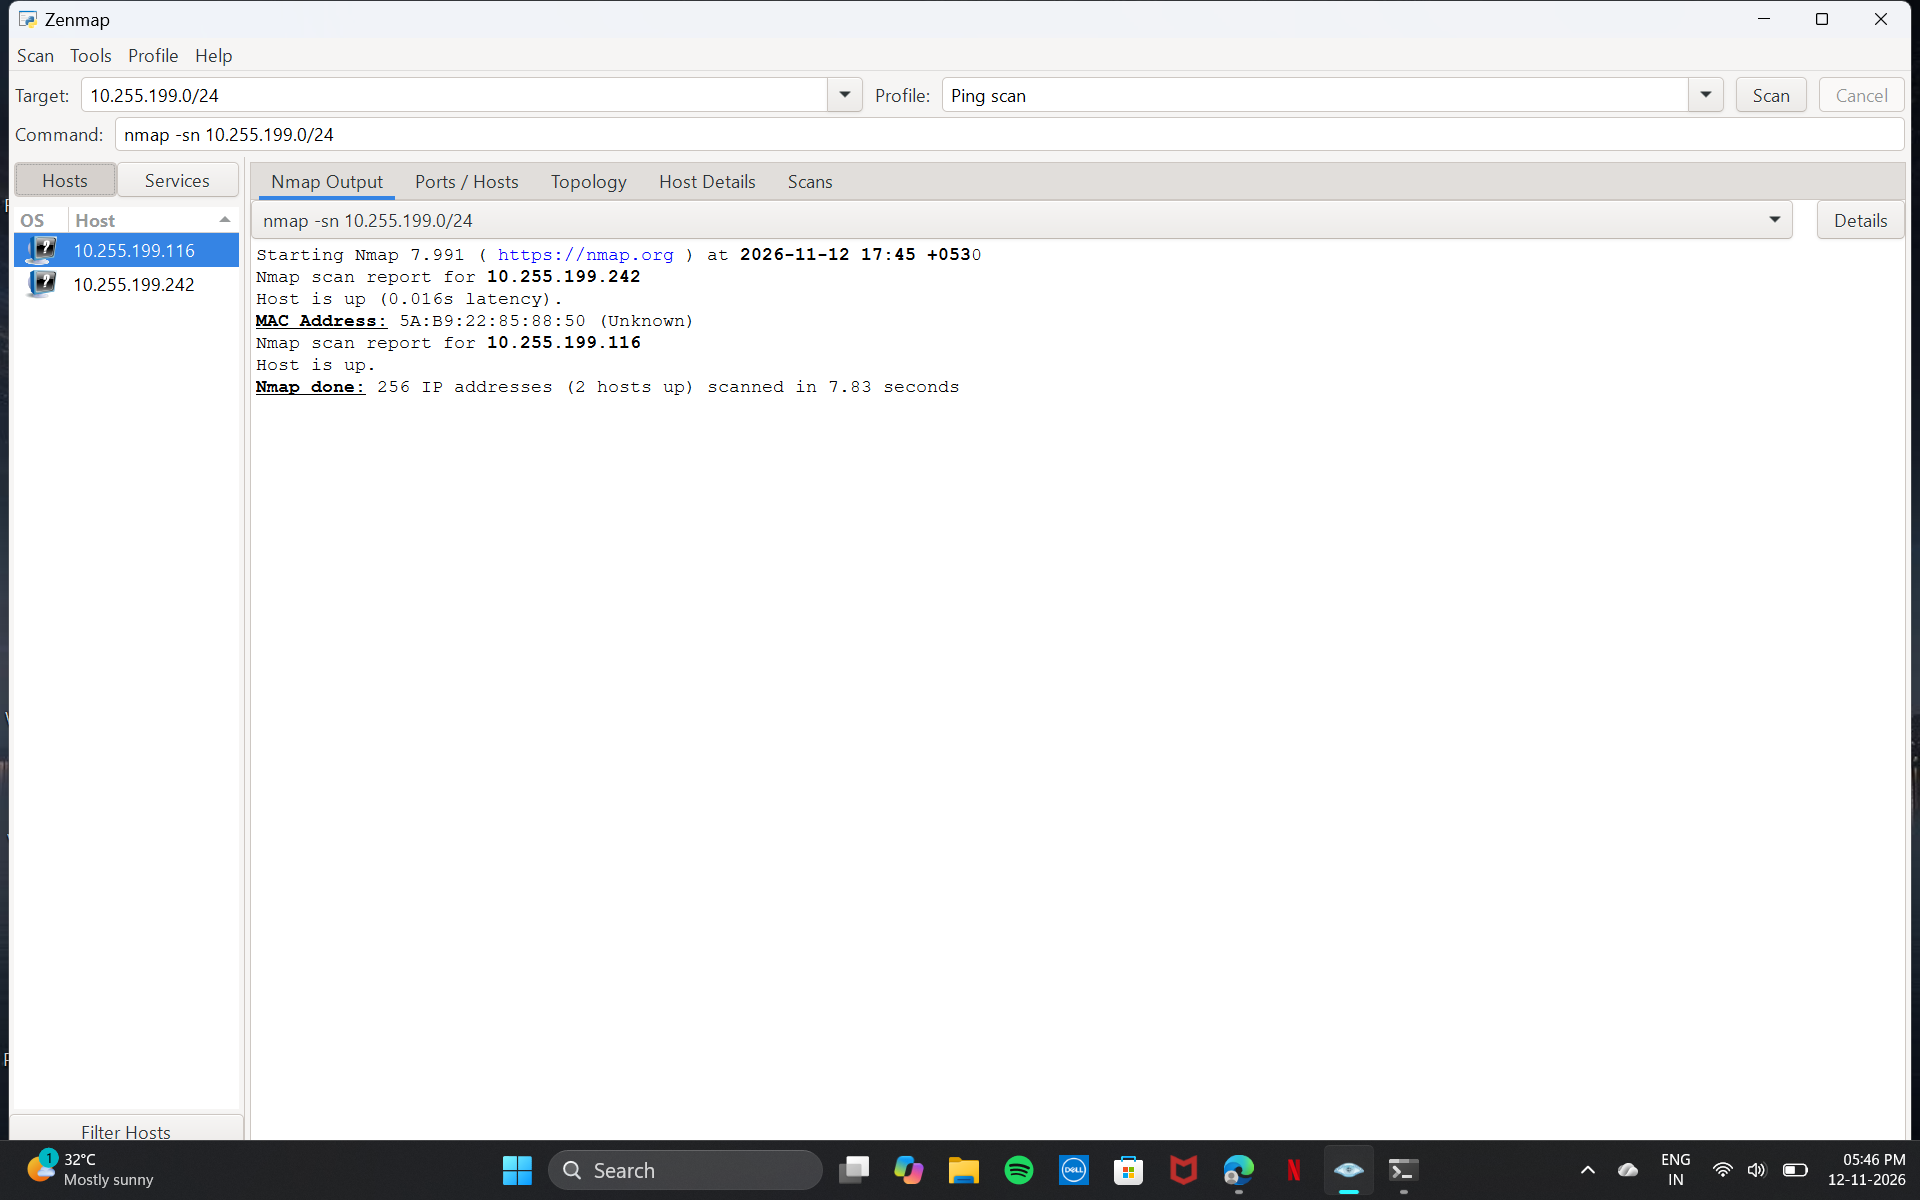 Zenmap
Scan Tools Profile Help
Target: 10.255.199.0/24 Profile: Ping scan Scan Cancel
Command: nmap -sn 10.255.199.0/24
Hosts Services
Nmap Output Ports / Hosts Topology Host Details Scans
OS Host
nmap -sn 10.255.199.0/24 Details
10.255.199.116
10.255.199.242
Starting Nmap 7.991 ( https://nmap.org ) at 2026-11-12 17:45 +0530
Nmap scan report for 10.255.199.242
Host is up (0.016s latency).
MAC Address: 5A:B9:22:85:88:50 (Unknown)
Nmap scan report for 10.255.199.116
Host is up.
Nmap done: 256 IP addresses (2 hosts up) scanned in 7.83 seconds
Filter Hosts
1
32°C
Mostly sunny
Search
DELL
N
ENG
IN
05:46 PM
12-11-2026